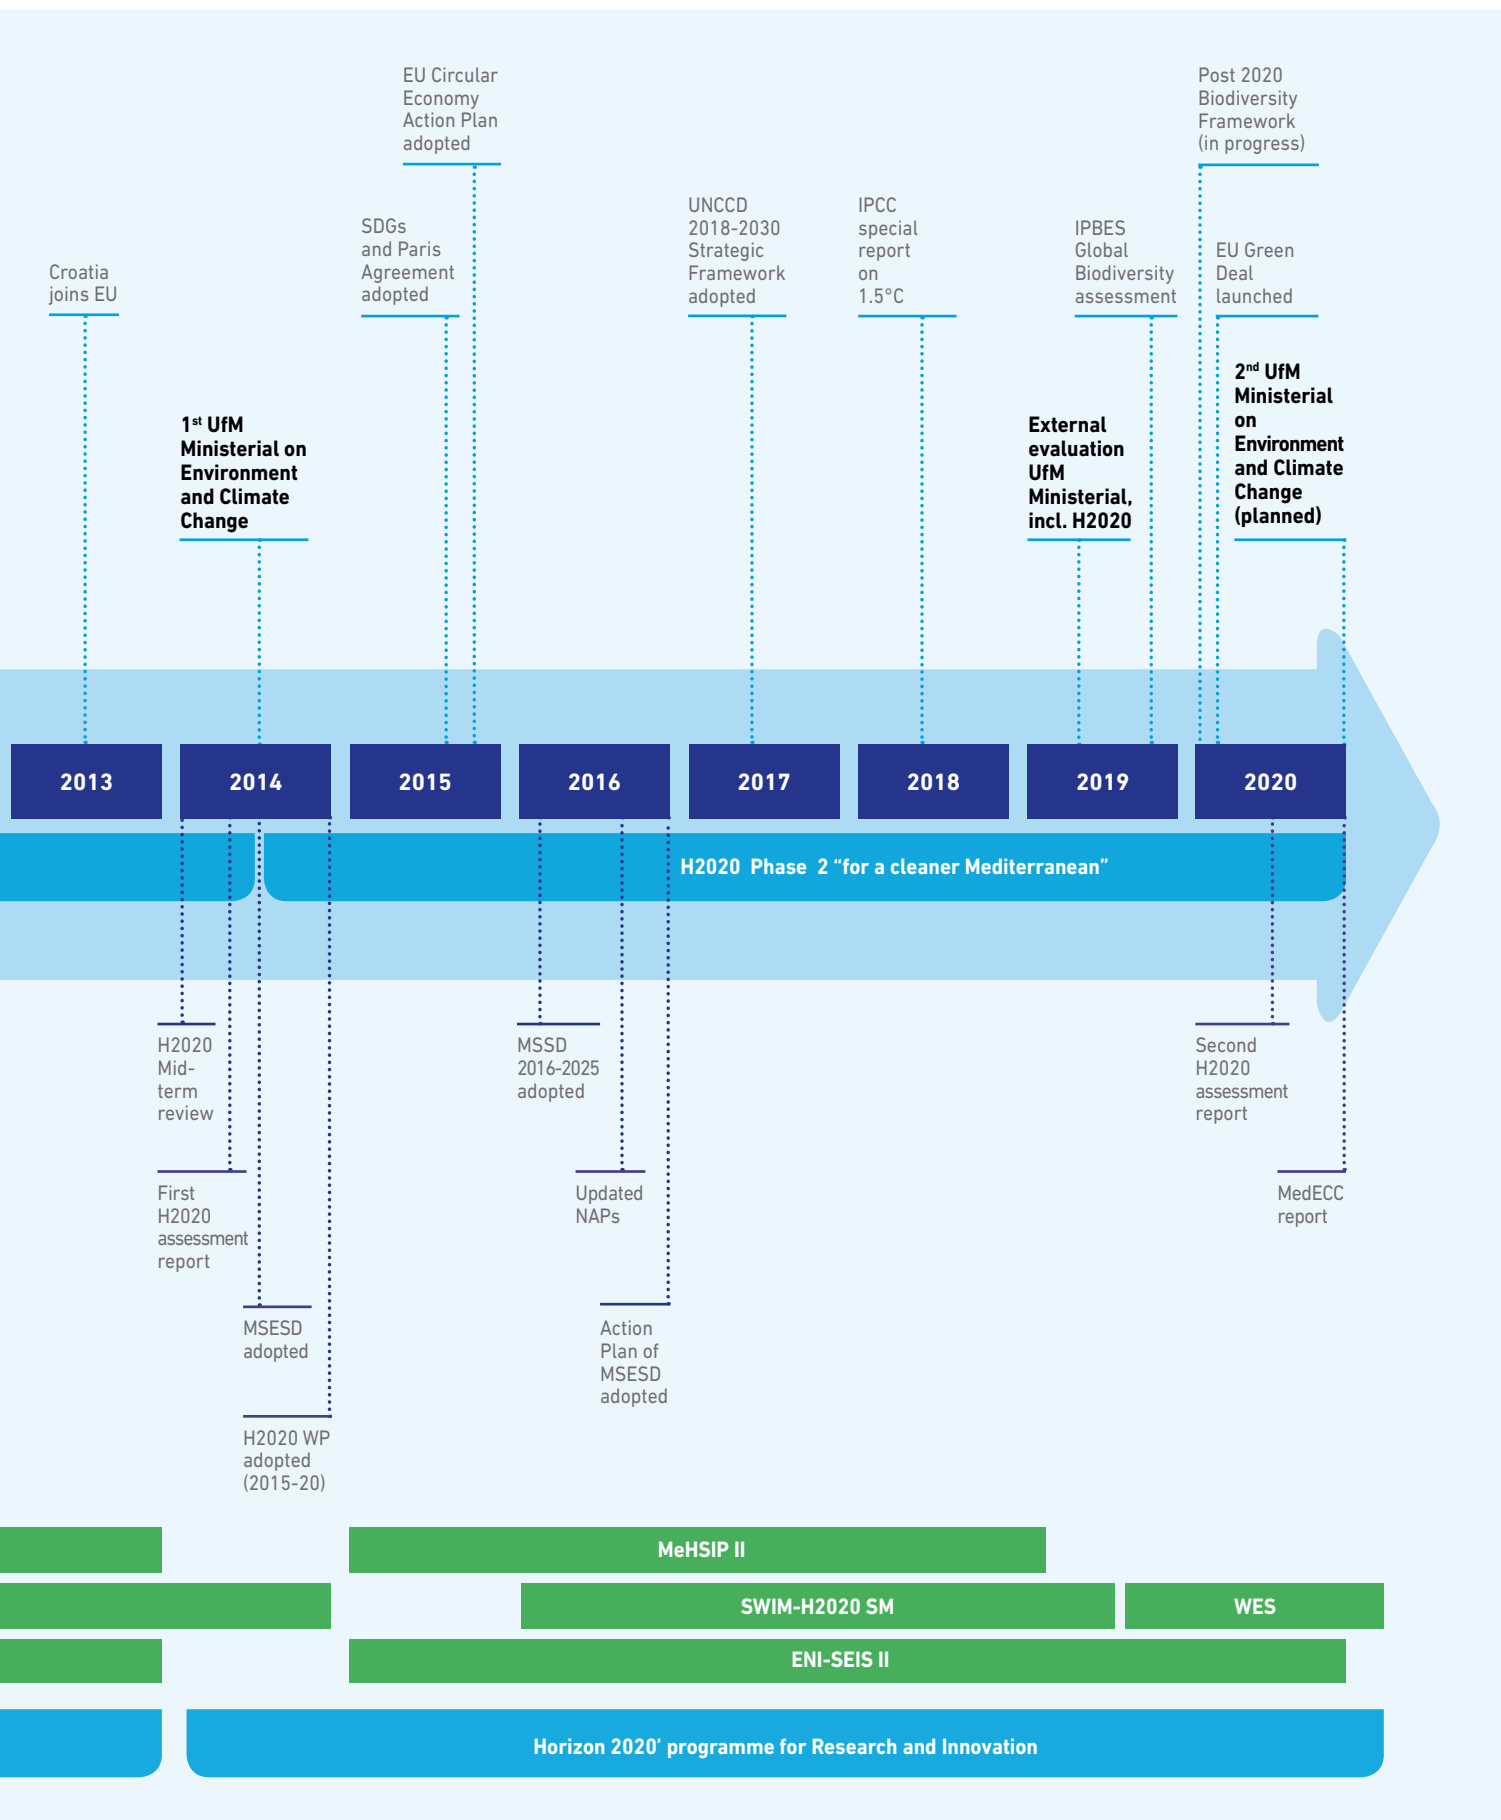 EU Circular
Economy
Action Plan
adopted
Post 2020
Biodiversity
Framework
(in progress)
SDGs
and Paris
Agreement
adopted
UNCCD
2018-2030
Strategic
Framework
adopted
IPCC
special
report
on
1.5°C
IPBES
Global
Biodiversity
assessment
EU Green
Deal
launched
Croatia
joins EU
1st UfM
Ministerial on
Environment
and Climate
Change
External
evaluation
UfM
Ministerial,
incl. H2020
2nd UfM
Ministerial
on
Environment
and Climate
Change
(planned)
2013
2014
2015
2016
2017
2018
2019
2020
H2020 Phase 2 “for a cleaner Mediterranean”
H2020
Mid-
term
review
MSSD
2016-2025
adopted
Second
H2020
assessment
report
First
H2020
assessment
report
Updated
NAPs
MedECC
report
MSESD
adopted
Action
Plan of
MSESD
adopted
H2020 WP
adopted
(2015-20)
MeHSIP II
SWIM-H2020 SM
WES
ENI-SEIS II
Horizon 2020’ programme for Research and Innovation